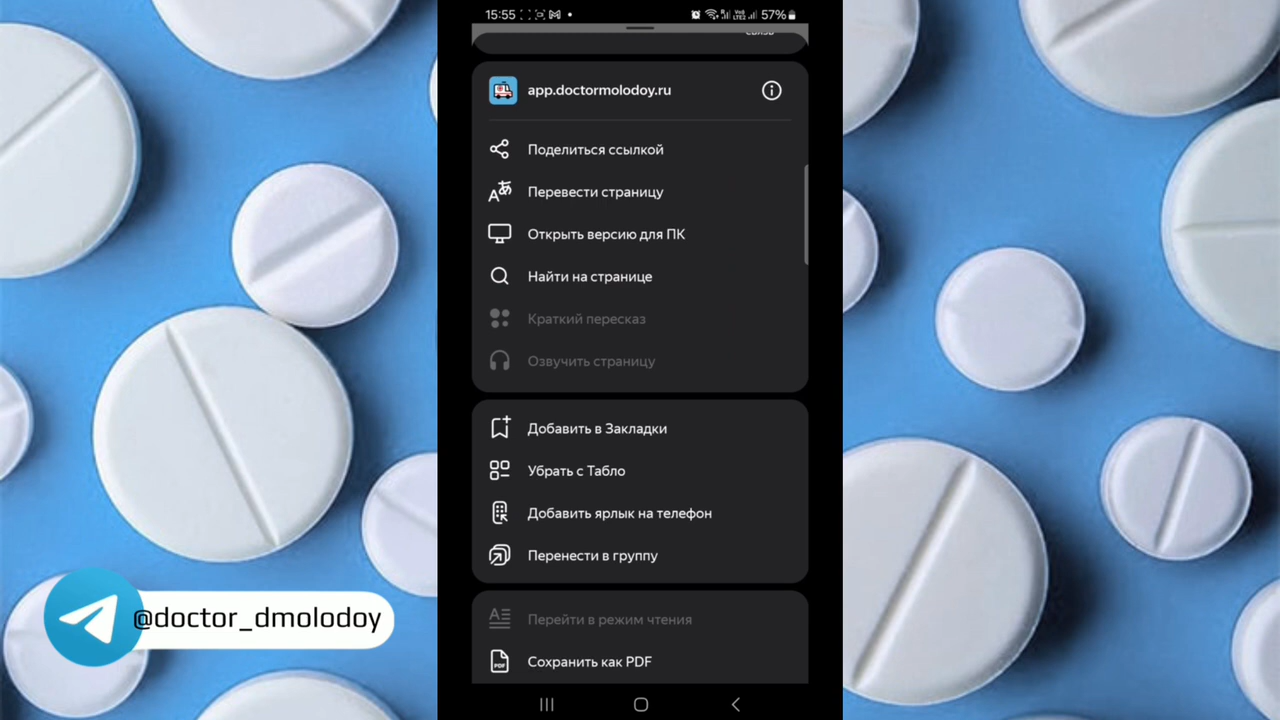 15:55
57%
связь
app.doctormolodoy.ru
Поделиться ссылкой
Перевести страницу
Открыть версию для ПК
Найти на странице
Краткий пересказ
Озвучить страницу
Добавить в Закладки
Убрать с Табло
Добавить ярлык на телефон
Перенести в группу
Перейти в режим чтения
Сохранить как PDF
@doctor_dmolodoy